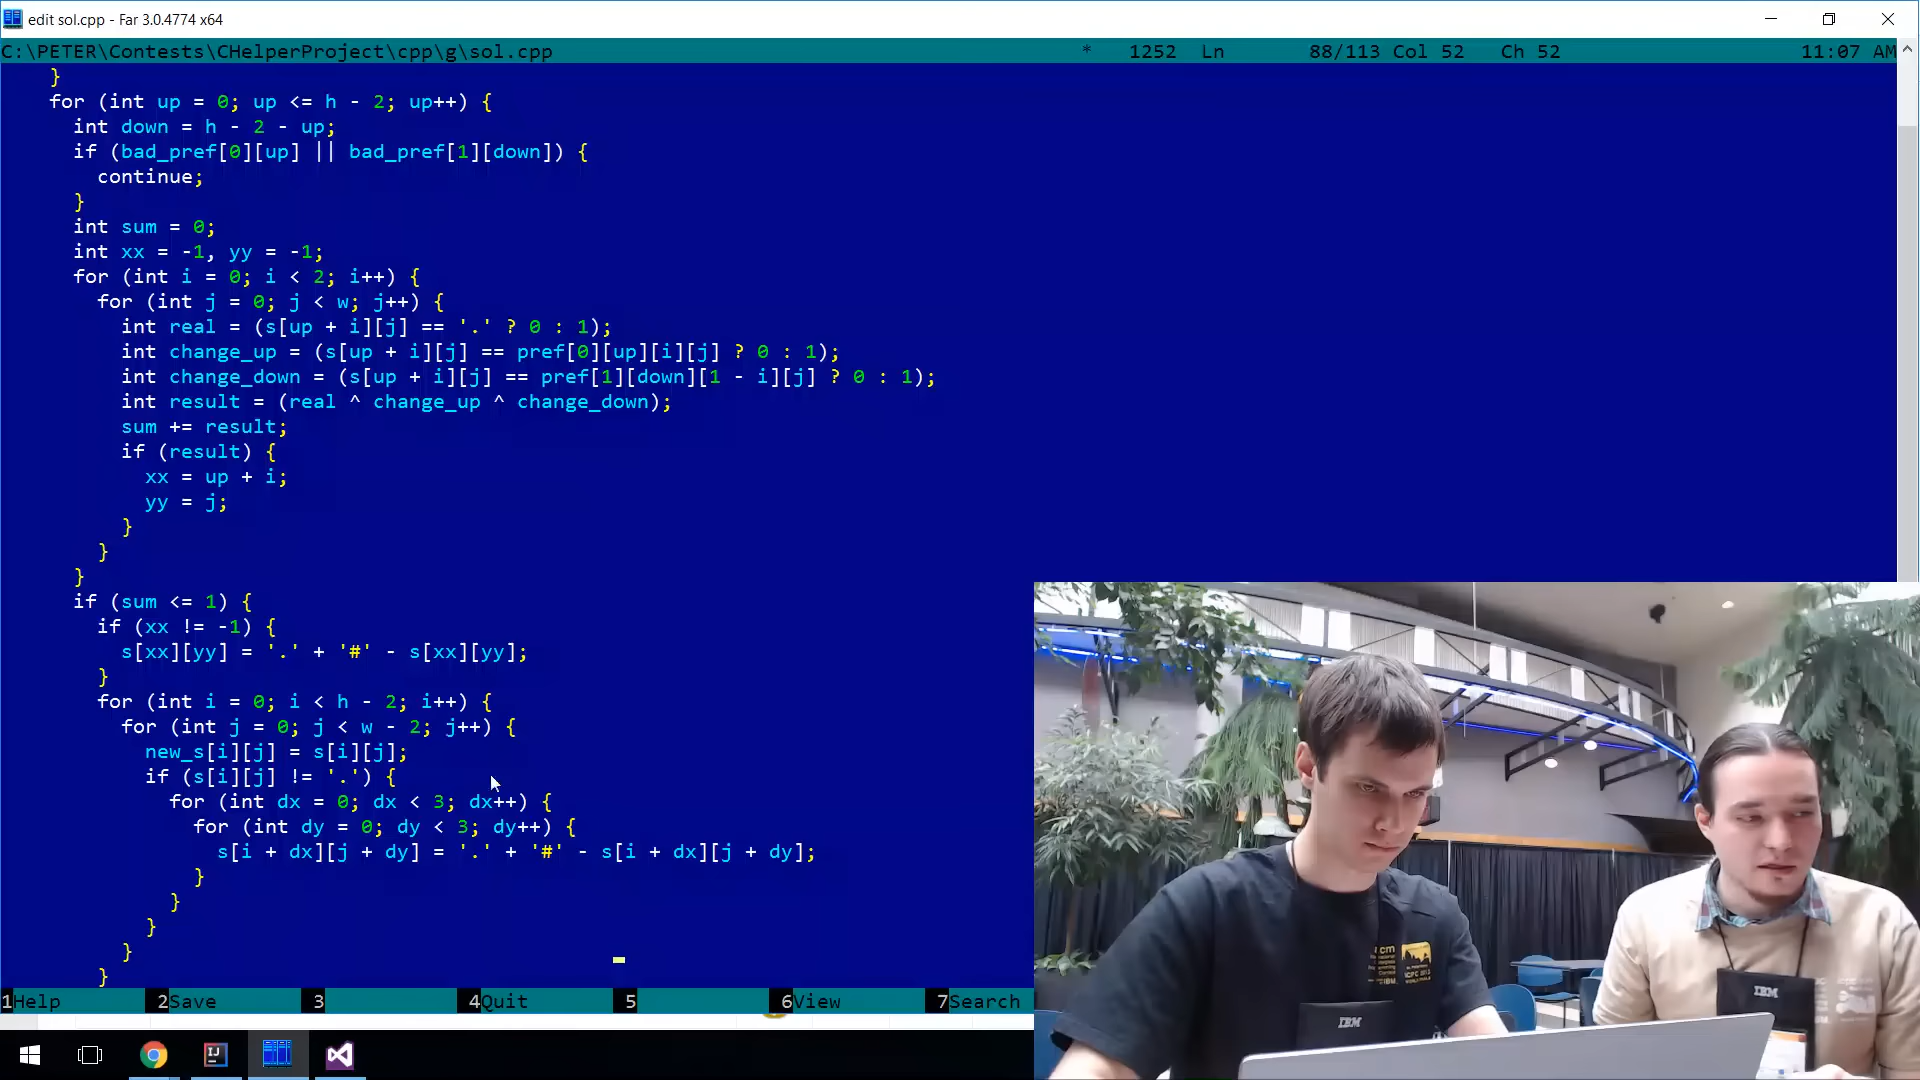 edit sol.cpp - Far 3.0.4774 x64
C:\PETER\Contests\CHelperProject\cpp\g\sol.cpp * 1252 Ln 88/113 Col 52 Ch 52 11:07 AM
}
for (int up = 0; up <= h - 2; up++) {
int down = h - 2 - up;
if (bad_pref[0][up] || bad_pref[1][down]) {
continue;
}
int sum = 0;
int xx = -1, yy = -1;
for (int i = 0; i < 2; i++) {
for (int j = 0; j < w; j++) {
int real = (s[up + i][j] == '.' ? 0 : 1);
int change_up = (s[up + i][j] == pref[0][up][i][j] ? 0 : 1);
int change_down = (s[up + i][j] == pref[1][down][1 - i][j] ? 0 : 1);
int result = (real ^ change_up ^ change_down);
sum += result;
if (result) {
xx = up + i;
yy = j;
}
}
}
if (sum <= 1) {
if (xx != -1) {
s[xx][yy] = '.' + '#' - s[xx][yy];
}
for (int i = 0; i < h - 2; i++) {
for (int j = 0; j < w - 2; j++) {
new_s[i][j] = s[i][j];
if (s[i][j] != '.') {
for (int dx = 0; dx < 3; dx++) {
for (int dy = 0; dy < 3; dy++) {
s[i + dx][j + dy] = '.' + '#' - s[i + dx][j + dy];
}
}
}
}
}
1Help 2Save 3 4Quit 5 6View 7Search
IBM
IBM